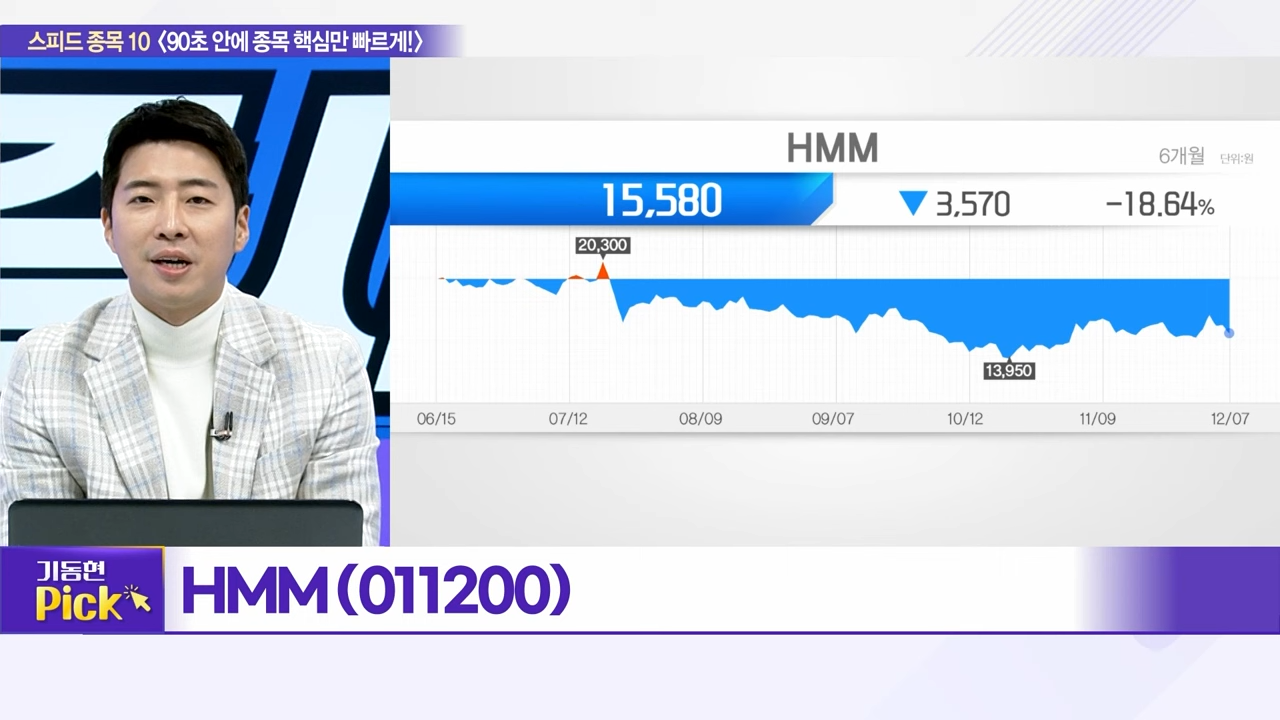 스피드 종목 10 〈90초 안에 종목 핵심만 빠르게!〉
HMM
6개월 단위:원
15,580 ▼ 3,570 -18.64%
20,300
13,950
06/15 07/12 08/09 09/07 10/12 11/09 12/07
기동현
Pick
HMM(011200)